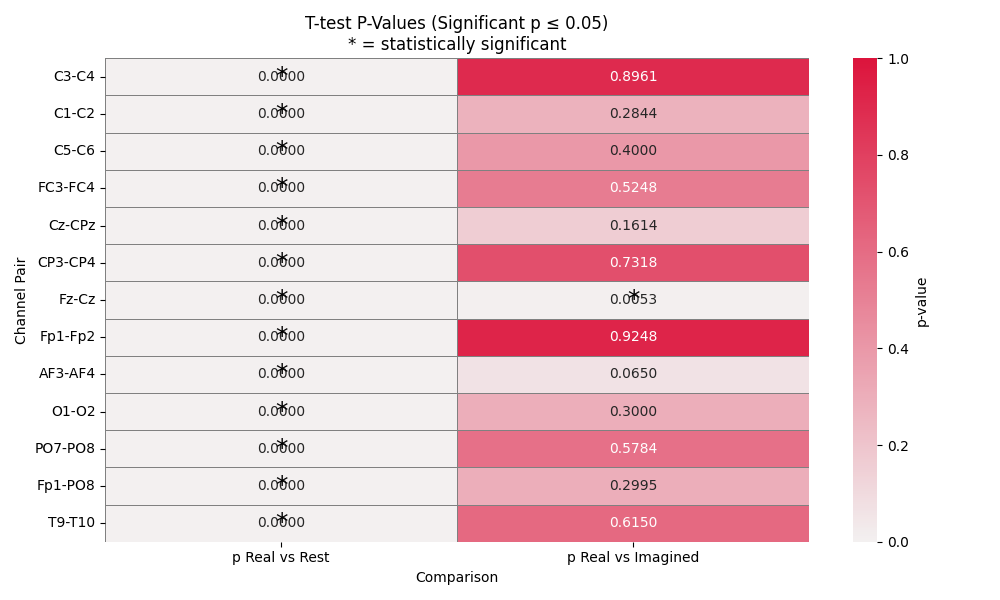 T-test P-Values (Significant p ≤ 0.05)
* = statistically significant
Channel Pair
C3-C4 0.0000* 0.8961
C1-C2 0.0000* 0.2844
C5-C6 0.0000* 0.4000
FC3-FC4 0.0000* 0.5248
Cz-CPz 0.0000* 0.1614
CP3-CP4 0.0000* 0.7318
Fz-Cz 0.0000* 0.0053*
Fp1-Fp2 0.0000* 0.9248
AF3-AF4 0.0000* 0.0650
O1-O2 0.0000* 0.3000
PO7-PO8 0.0000* 0.5784
Fp1-PO8 0.0000* 0.2995
T9-T10 0.0000* 0.6150
p Real vs Rest p Real vs Imagined
Comparison
1.0
0.8
0.6
0.4
0.2
0.0
p-value